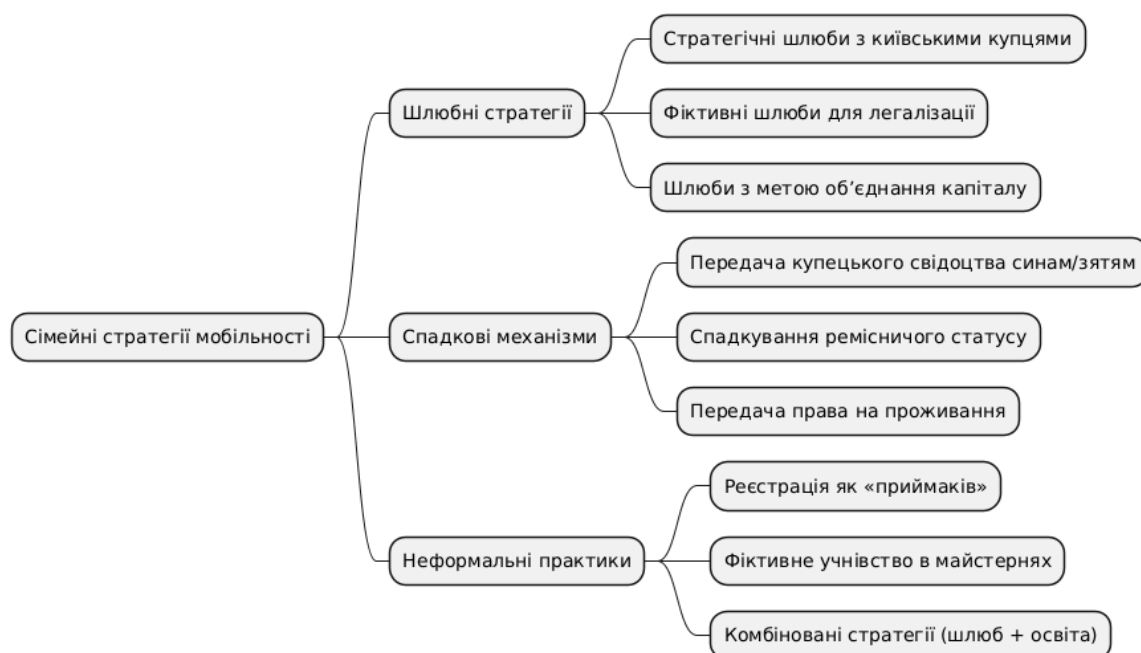 Сімейні стратегії мобільності
Шлюбні стратегії
Стратегічні шлюби з київськими купцями
Фіктивні шлюби для легалізації
Шлюби з метою об’єднання капіталу
Спадкові механізми
Передача купецького свідоцтва синам/зятям
Спадкування ремісничого статусу
Передача права на проживання
Неформальні практики
Реєстрація як «приймаків»
Фіктивне учнівство в майстернях
Комбіновані стратегії (шлюб + освіта)